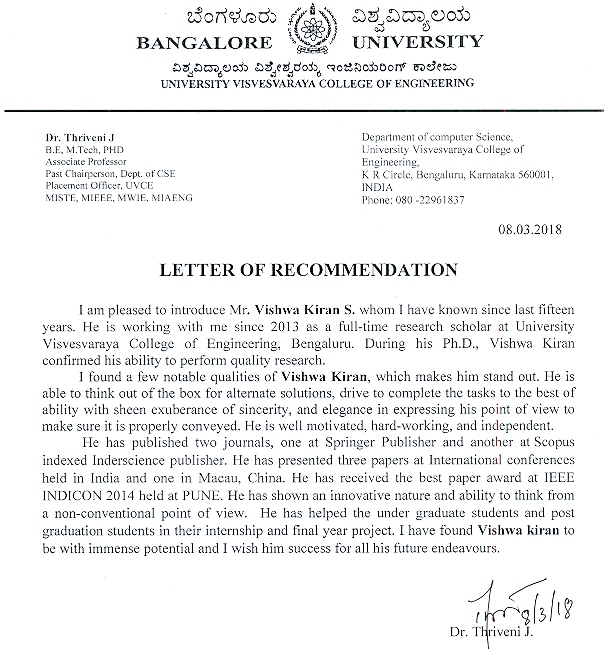 ಬೆಂಗಳೂರು ವಿಶ್ವವಿದ್ಯಾಲಯ
BANGALORE UNIVERSITY
ವಿಶ್ವವಿದ್ಯಾಲಯ ವಿಶ್ವೇಶ್ವರಯ್ಯ ಇಂಜಿನಿಯರಿಂಗ್ ಕಾಲೇಜು
UNIVERSITY VISVESVARAYA COLLEGE OF ENGINEERING
Dr. Thriveni J
B.E, M.Tech, PHD
Associate Professor
Past Chairperson, Dept. of CSE
Placement Officer, UVCE
MISTE, MIEEE, MWIE, MIAENG
Department of computer Science,
University Visvesvaraya College of
Engineering,
K R Circle, Bengaluru, Karnataka 560001,
INDIA
Phone: 080 -22961837
08.03.2018
LETTER OF RECOMMENDATION
I am pleased to introduce Mr. Vishwa Kiran S. whom I have known since last fifteen
years. He is working with me since 2013 as a full-time research scholar at University
Visvesvaraya College of Engineering, Bengaluru. During his Ph.D., Vishwa Kiran
confirmed his ability to perform quality research.
I found a few notable qualities of Vishwa Kiran, which makes him stand out. He is
able to think out of the box for alternate solutions, drive to complete the tasks to the best of
ability with sheen exuberance of sincerity, and elegance in expressing his point of view to
make sure it is properly conveyed. He is well motivated, hard-working, and independent.
He has published two journals, one at Springer Publisher and another at Scopus
indexed Inderscience publisher. He has presented three papers at International conferences
held in India and one in Macau, China. He has received the best paper award at IEEE
INDICON 2014 held at PUNE. He has shown an innovative nature and ability to think from
a non-conventional point of view. He has helped the under graduate students and post
graduation students in their internship and final year project. I have found Vishwa kiran to
be with immense potential and I wish him success for all his future endeavours.
8/3/18
Dr. Thriveni J.